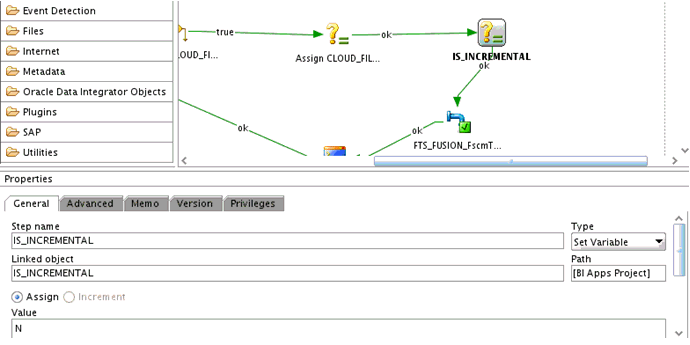 Event Detection
Files
Internet
Metadata
Oracle Data Integrator Objects
Plugins
SAP
Utilities
true
ok
LOUD_FI...
Assign CLOUD_FIL...
IS_INCREMENTAL
ok
ok
ok
FTS_FUSION_FscmT...
Properties
General
Advanced
Memo
Version
Privileges
Step name
Type
IS_INCREMENTAL
Set Variable
Linked object
Path
IS_INCREMENTAL
[BI Apps Project]
Assign
Increment
Value
N